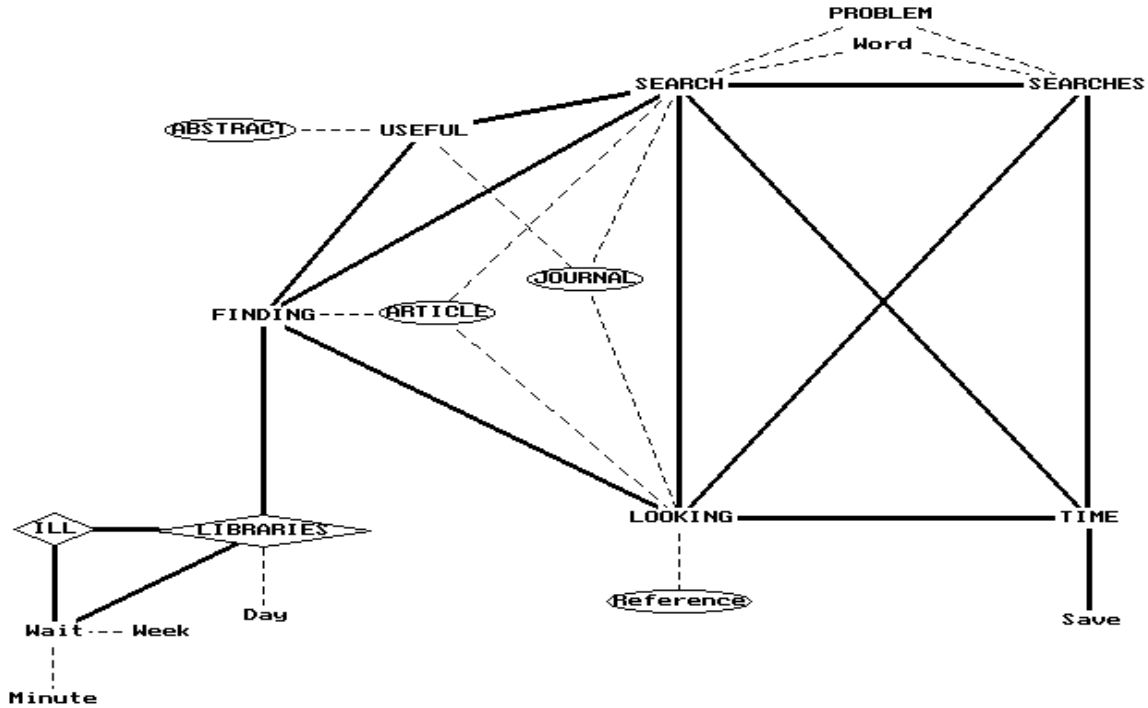 PROBLEM
Word
SEARCH
SEARCHES
ABSTRACT
USEFUL
JOURNAL
FINDING
ARTICLE
LOOKING
TIME
ILL
LIBRARIES
Reference
Day
Save
Wait
Week
Minute